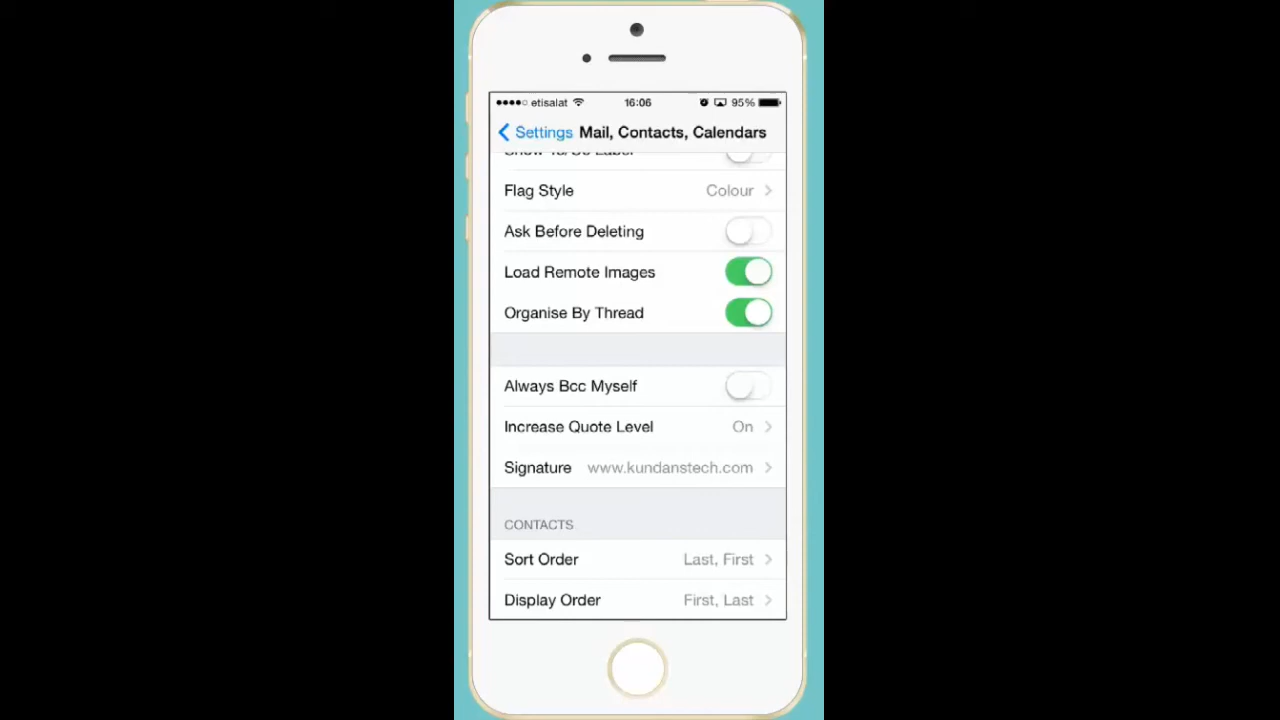 etisalat 16:06 95%
Settings Mail, Contacts, Calendars
Flag Style Colour
Ask Before Deleting
Load Remote Images
Organise By Thread
Always Bcc Myself
Increase Quote Level On
Signature www.kundanstech.com
CONTACTS
Sort Order Last, First
Display Order First, Last